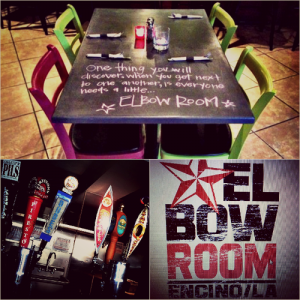 One thing you will
discover, when you get next
to one another, is everyone
needs a little...
ELBOW ROOM
PILS
EL
BOW
ROOM
ENCINO/LA